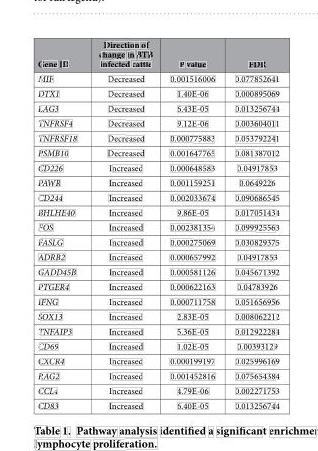 Direction of
change in BTB
Gene ID infected cattle P value FDR
MIF Decreased 0.001516006 0.077852641
DTX1 Decreased 1.40E-06 0.000895069
LAG3 Decreased 6.43E-05 0.013256744
TNFRSF4 Decreased 9.12E-06 0.003604011
TNFRSF18 Decreased 0.000775883 0.053792241
PSMB10 Decreased 0.001647765 0.081387012
CD226 Increased 0.000648583 0.04917853
PAWR Increased 0.001159251 0.0649226
CD244 Increased 0.002033674 0.090686545
BHLHE40 Increased 9.86E-05 0.017051434
FOS Increased 0.002381354 0.099925563
FASLG Increased 0.000275069 0.030829375
ADRB2 Increased 0.000657992 0.04917853
GADD45B Increased 0.000581126 0.045671392
PTGER4 Increased 0.000622163 0.04783926
IFNG Increased 0.000711758 0.051656956
SOX13 Increased 2.83E-05 0.008062212
TNFAIP3 Increased 5.36E-05 0.012922284
CD69 Increased 1.02E-05 0.00393129
CXCR4 Increased 0.000199197 0.025996169
RAG2 Increased 0.001452816 0.075654384
CCL4 Increased 4.79E-06 0.002271753
CD83 Increased 6.40E-05 0.013256744
Table 1. Pathway analysis identified a significant
lymphocyte proliferation.